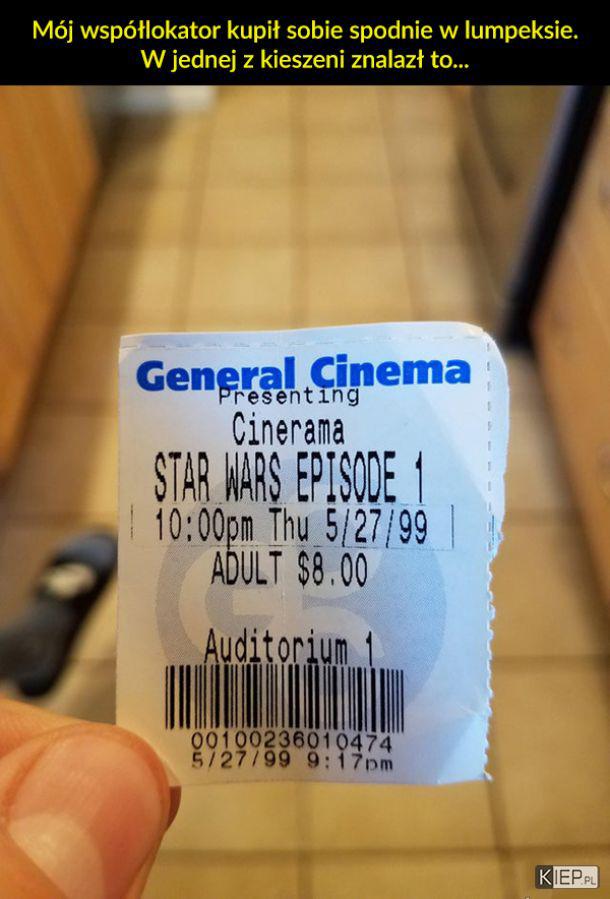 Mój współlokator kupił sobie spodnie w lumpeksie.
W jednej z kieszeni znalazł to...
General Cinema
Presenting
Cinerama
STAR WARS EPISODE 1
10:00pm Thu 5/27/99
ADULT $8.00
Auditorium 1
00100236010474
5/27/99 9:17pm
KIEP.PL